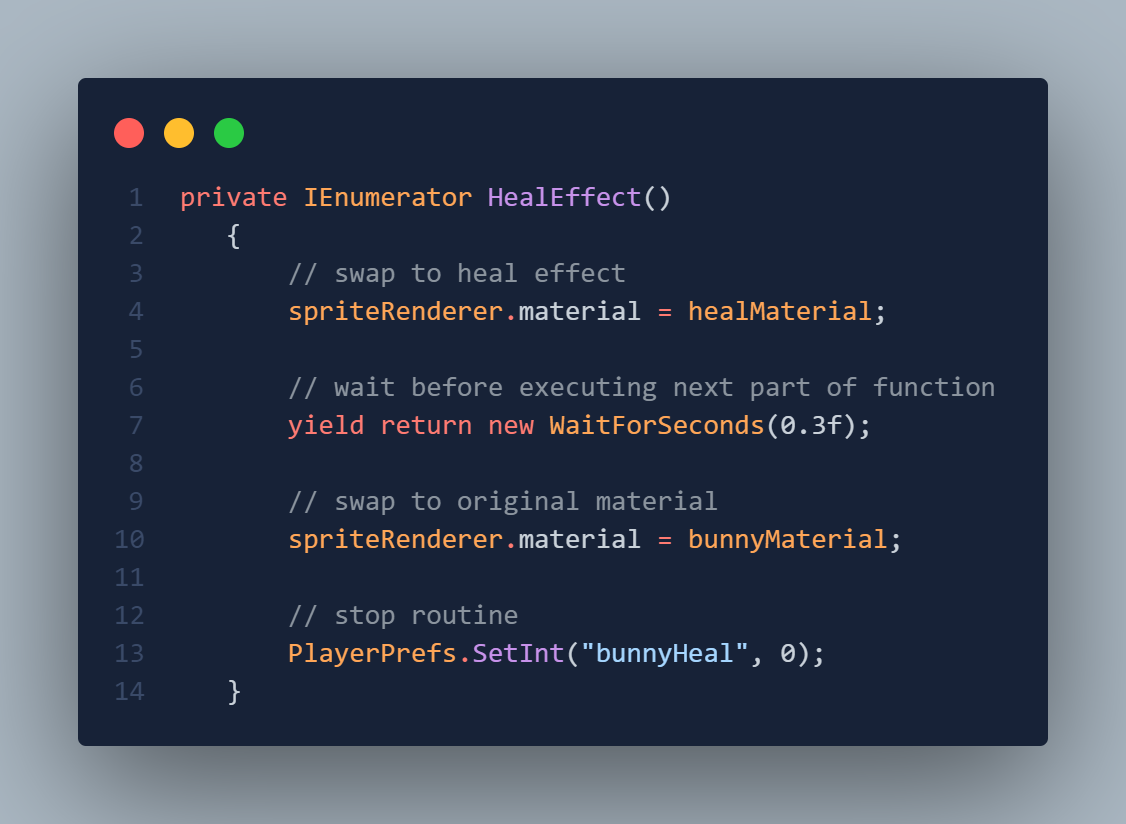 1 private IEnumerator HealEffect()
2 {
3 // swap to heal effect
4 spriteRenderer.material = healMaterial;
5
6 // wait before executing next part of function
7 yield return new WaitForSeconds(0.3f);
8
9 // swap to original material
10 spriteRenderer.material = bunnyMaterial;
11
12 // stop routine
13 PlayerPrefs.SetInt("bunnyHeal", 0);
14 }